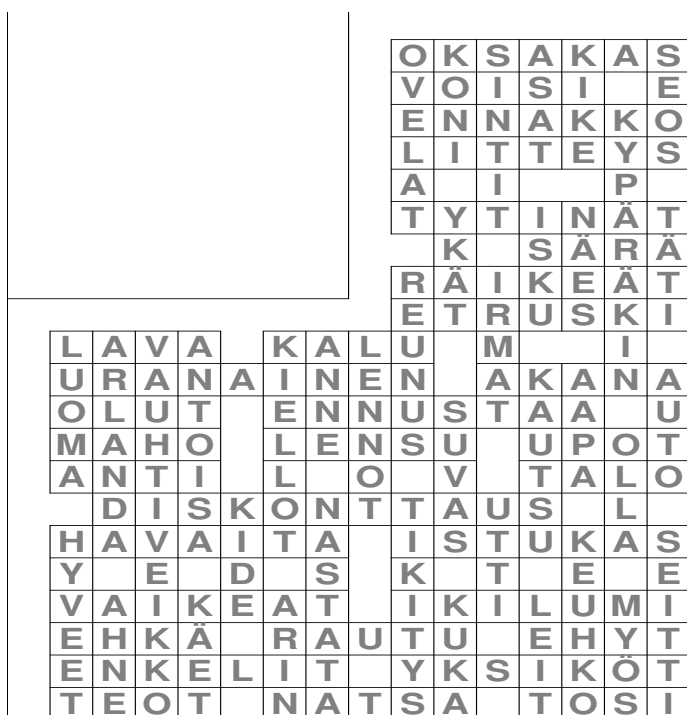 OKSAKAS
VOISI E
ENNAKKO
LITTEYS
A I P
TYTINÄT
K SÄRÄ
RÄIKEÄT
ETRUSKI
LAVA KALU M I
URANAINEN AKANA
OLUT ENNUSTAA U
MAHO LENSU UPOT
ANTI L O V TALO
DISKONTTAUS L
HAVAITA ISTUKAS
Y E D S K T E E
VAIKEAT IKILUMI
EHKÄ RAUTU EHYT
ENKELIT YKSIKÖT
TEOT NATSA TOSI